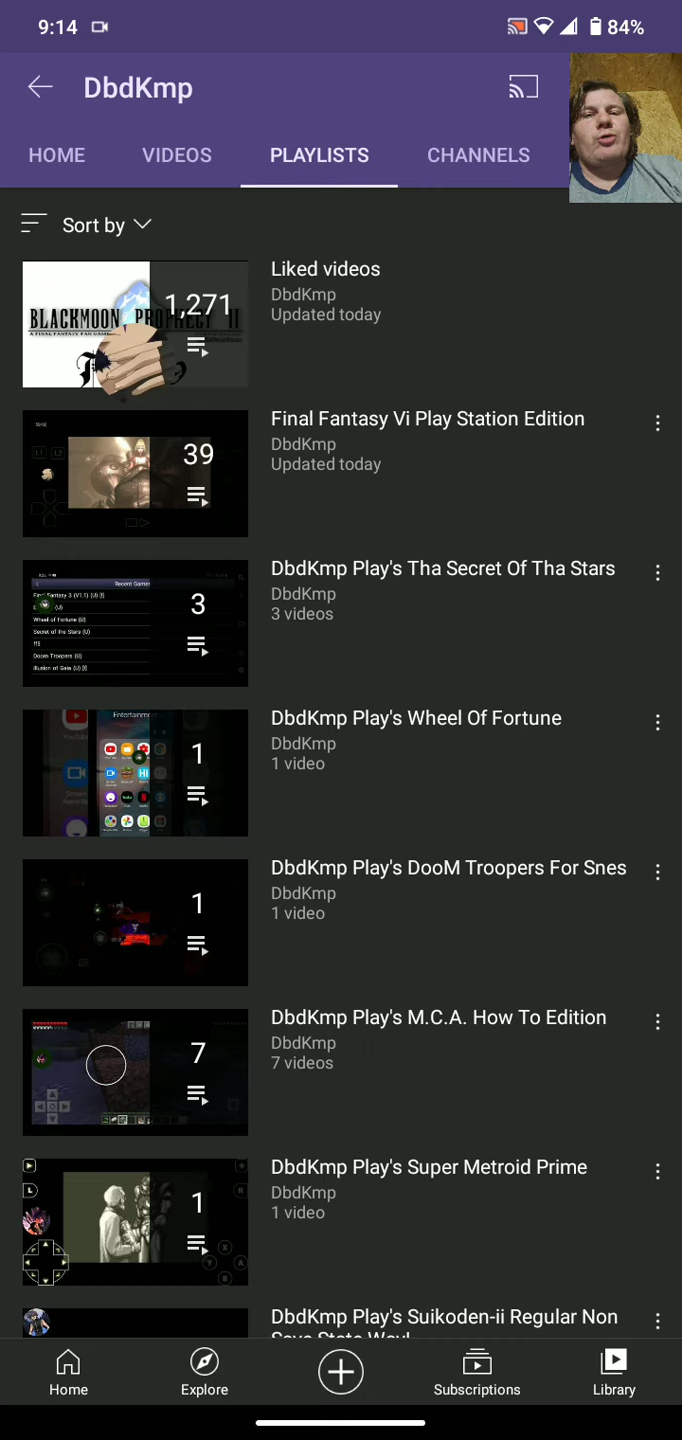 9:14
84%
DbdKmp
HOME VIDEOS PLAYLISTS CHANNELS
Sort by
BLACKMOON PROPHECY II
1,271
Liked videos
DbdKmp
Updated today
39
Final Fantasy Vi Play Station Edition
DbdKmp
Updated today
Recent Games
Wheel of Fortune (U)
Secret of the Stars (U)
Doom Troopers (U)
Illusion of Gaia (U)
3
DbdKmp Play's Tha Secret Of Tha Stars
DbdKmp
3 videos
1
DbdKmp Play's Wheel Of Fortune
DbdKmp
1 video
1
DbdKmp Play's DooM Troopers For Snes
DbdKmp
1 video
7
DbdKmp Play's M.C.A. How To Edition
DbdKmp
7 videos
L
R
X
Y
A
B
1
DbdKmp Play's Super Metroid Prime
DbdKmp
1 video
DbdKmp Play's Suikoden-ii Regular Non
Save State Way!
Home Explore Subscriptions Library